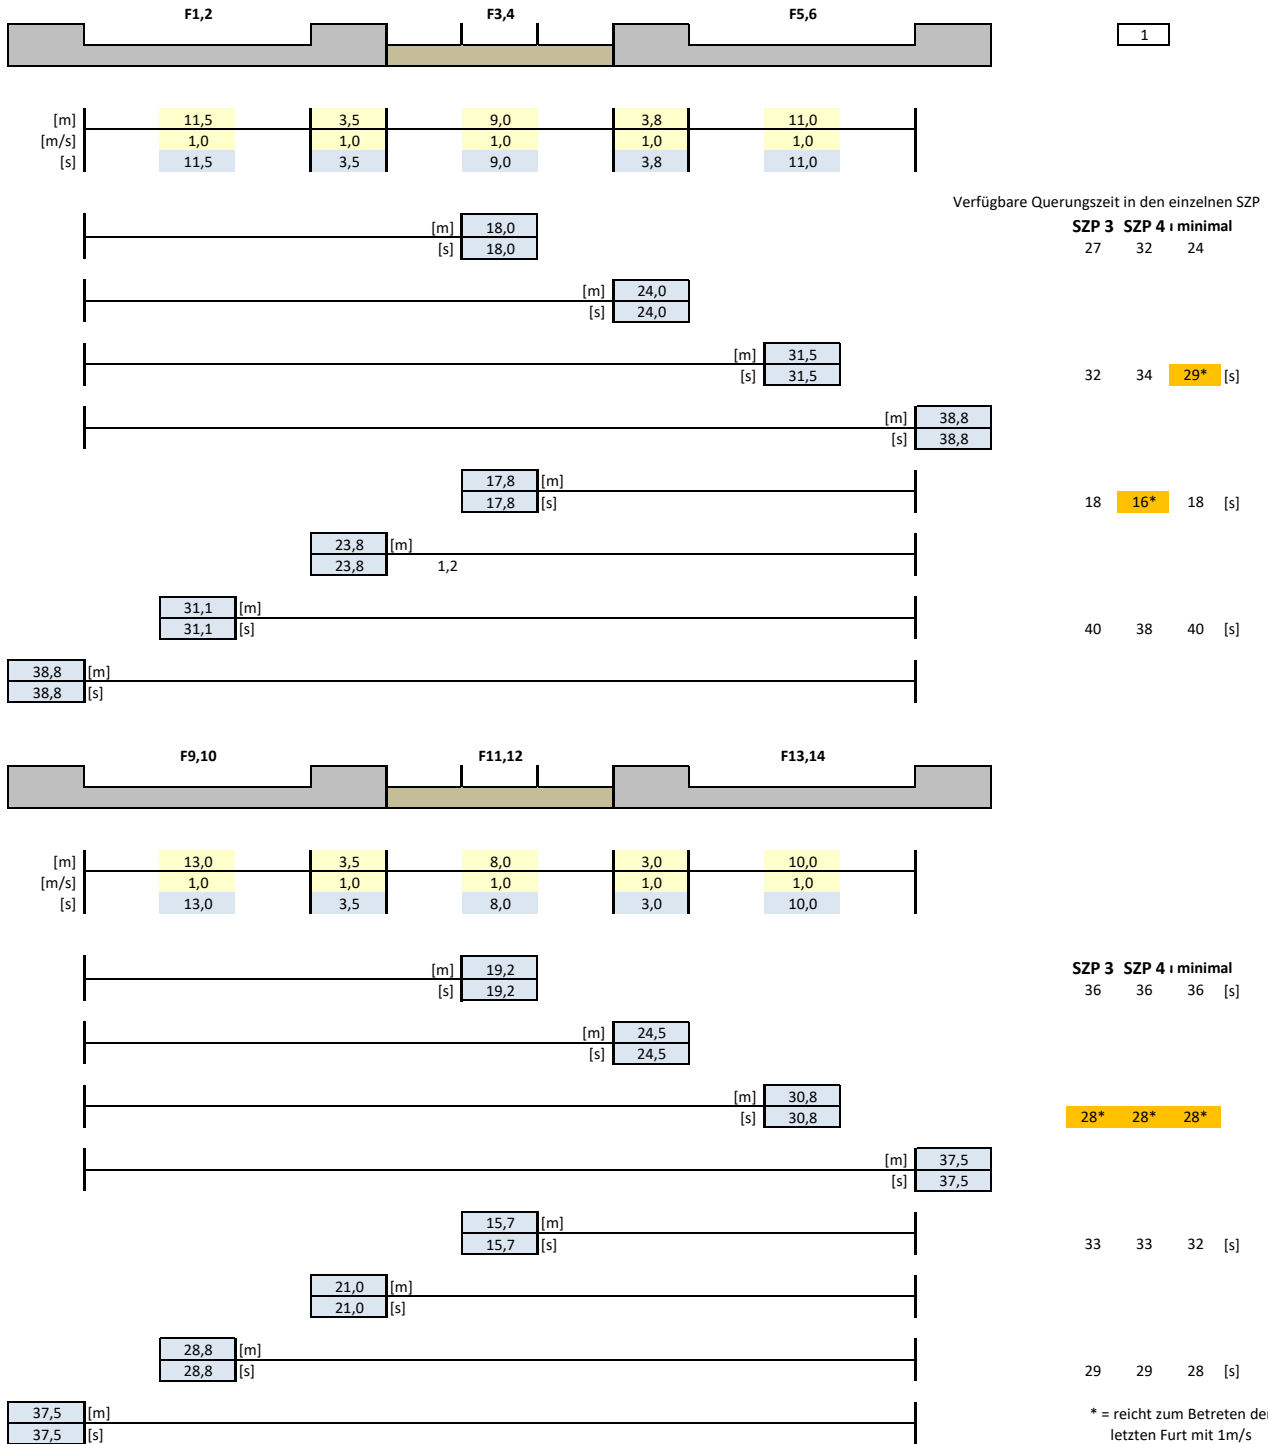 F1,2 F3,4 F5,6
1
[m] 11,5 3,5 9,0 3,8 11,0
[m/s] 1,0 1,0 1,0 1,0 1,0
[s] 11,5 3,5 9,0 3,8 11,0
Verfügbare Querungszeit in den einzelnen SZP
[m] 18,0 SZP 3 SZP 4 minimal
[s] 18,0 27 32 24
[m] 24,0
[s] 24,0
[m] 31,5
[s] 31,5 32 34 29* [s]
[m] 38,8
[s] 38,8
17,8 [m]
17,8 [s] 18 16* 18 [s]
23,8 [m]
23,8 1,2
31,1 [m]
31,1 [s] 40 38 40 [s]
38,8 [m]
38,8 [s]
F9,10 F11,12 F13,14
[m] 13,0 3,5 8,0 3,0 10,0
[m/s] 1,0 1,0 1,0 1,0 1,0
[s] 13,0 3,5 8,0 3,0 10,0
[m] 19,2 SZP 3 SZP 4 minimal
[s] 19,2 36 36 36 [s]
[m] 24,5
[s] 24,5
[m] 30,8
[s] 30,8 28* 28* 28*
[m] 37,5
[s] 37,5
15,7 [m]
15,7 [s] 33 33 32 [s]
21,0 [m]
21,0 [s]
28,8 [m]
28,8 [s] 29 29 28 [s]
37,5 [m] * = reicht zum Betreten der
37,5 [s] letzten Furt mit 1m/s